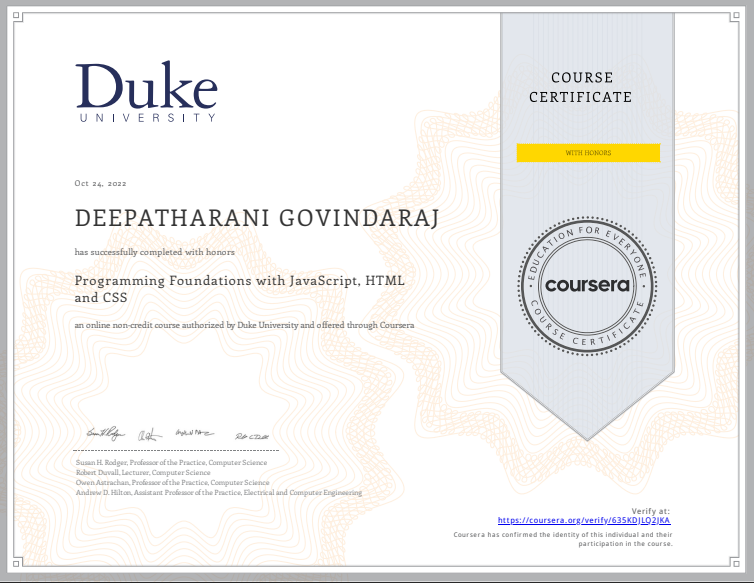 Duke
UNIVERSITY
COURSE
CERTIFICATE
WITH HONORS
Oct 24, 2022
DEEPATHARANI GOVINDARAJ
has successfully completed with honors
Programming Foundations with JavaScript, HTML
and CSS
an online non-credit course authorized by Duke University and offered through Coursera
EDUCATION FOR EVERYONE
coursera
COURSE CERTIFICATE
Susan H. Rodger, Professor of the Practice, Computer Science
Robert Duvall, Lecturer, Computer Science
Owen Astrachan, Professor of the Practice, Computer Science
Andrew D. Hilton, Assistant Professor of the Practice, Electrical and Computer Engineering
Verify at:
https://coursera.org/verify/635KDJLQ2JKA
Coursera has confirmed the identity of this individual and their
participation in the course.